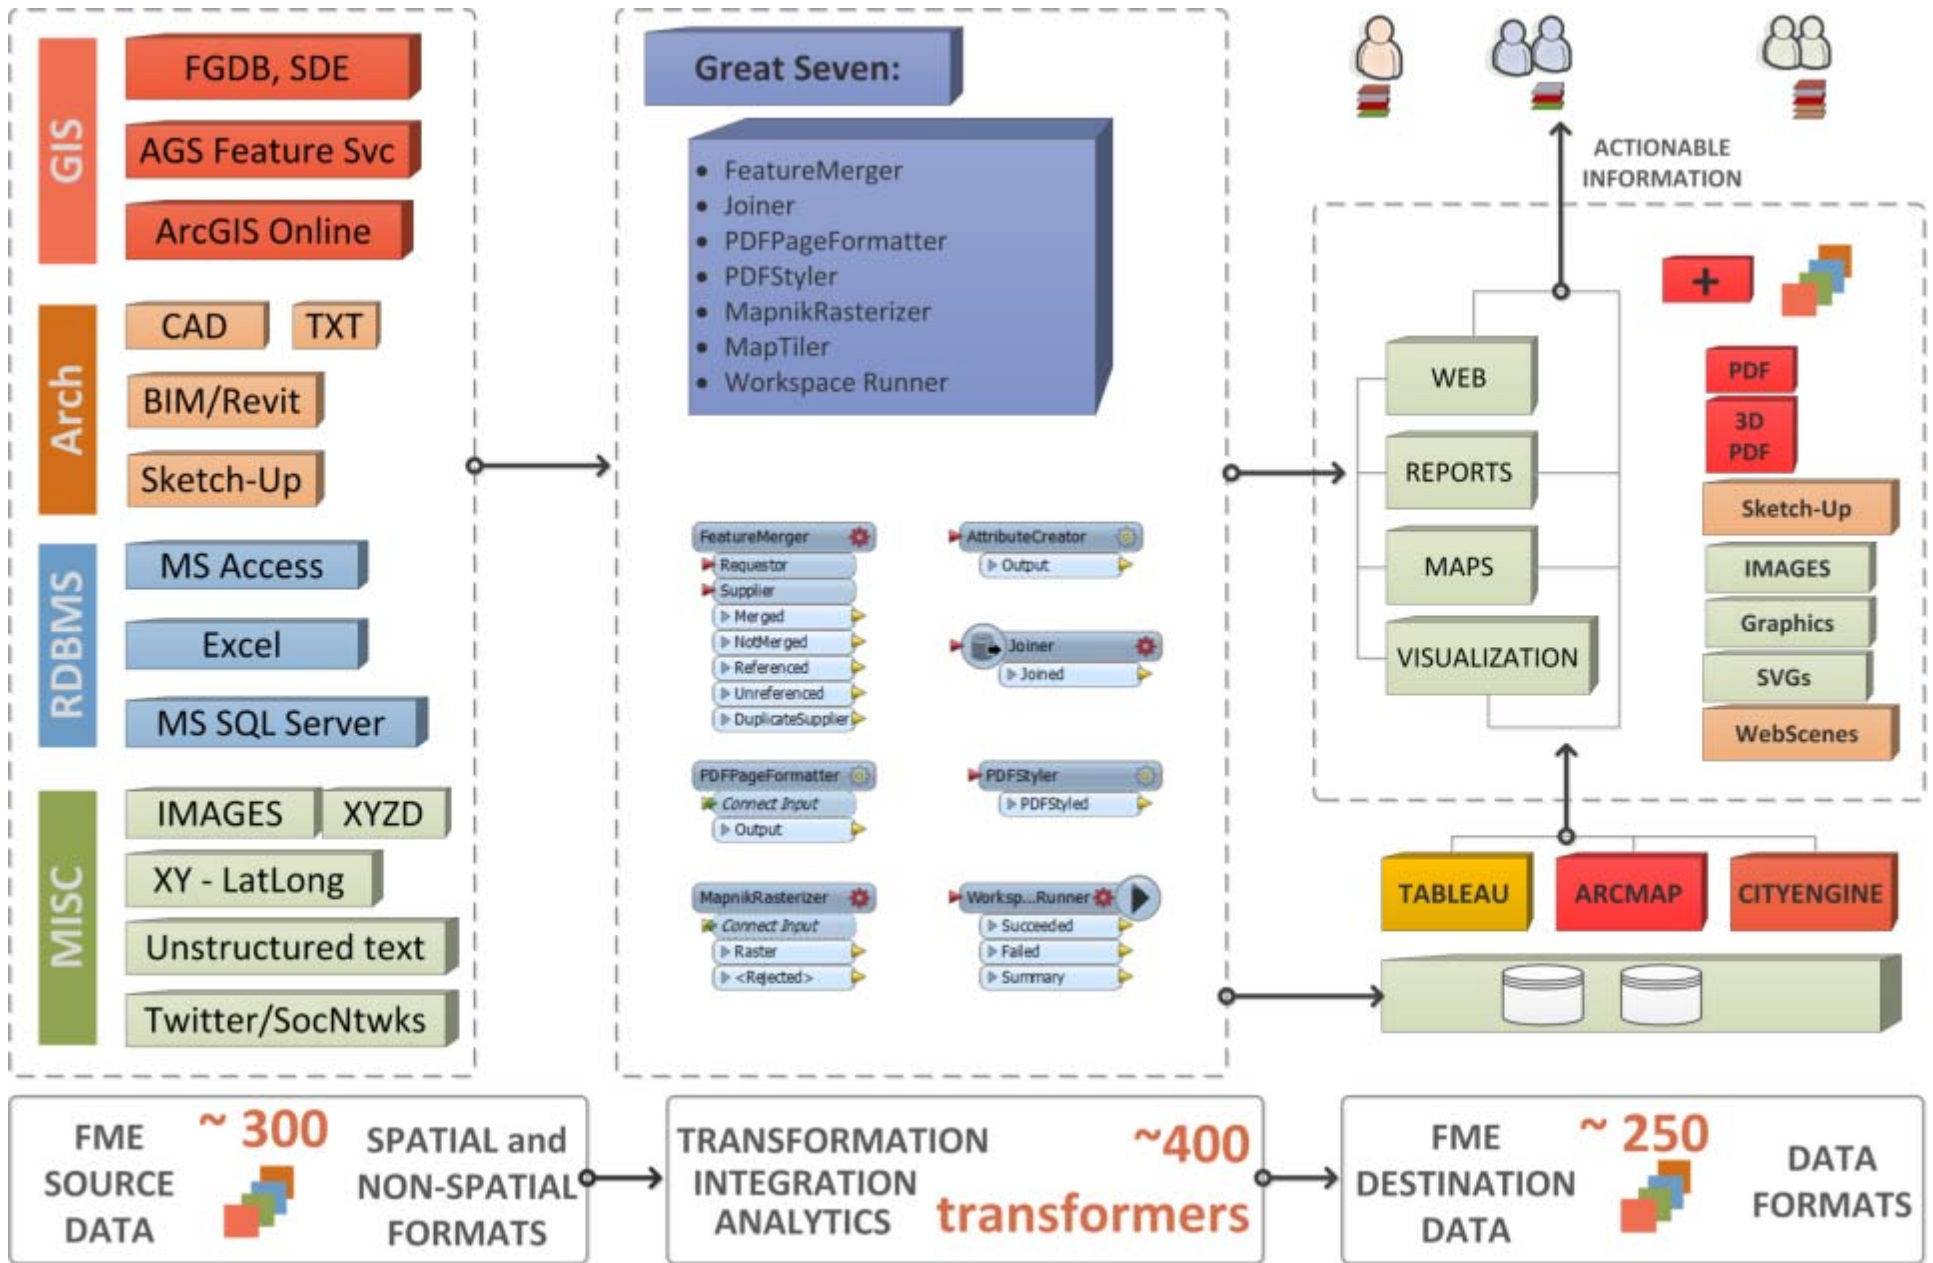 GIS
FGDB, SDE
AGS Feature Svc
ArcGIS Online
Arch
CAD
TXT
BIM/Revit
Sketch-Up
RDBMS
MS Access
Excel
MS SQL Server
MISC
IMAGES
XYZD
XY - LatLong
Unstructured text
Twitter/SocNtwks
Great Seven:
• FeatureMerger
• Joiner
• PDFPageFormatter
• PDFStyler
• MapnikRasterizer
• MapTiler
• Workspace Runner
FeatureMerger
Requestor
Supplier
Merged
NotMerged
Referenced
Unreferenced
DuplicateSupplier
AttributeCreator
Output
Joiner
Joined
PDFPageFormatter
Connect Input
Output
PDFStyler
PDFStyled
MapnikRasterizer
Connect Input
Raster
<Rejected>
Worksp...Runner
Succeeded
Failed
Summary
ACTIONABLE
INFORMATION
WEB
REPORTS
MAPS
VISUALIZATION
+
PDF
3D
PDF
Sketch-Up
IMAGES
Graphics
SVGs
WebScenes
TABLEAU
ARCMAP
CITYENGINE
FME
SOURCE
DATA
~ 300
SPATIAL and
NON-SPATIAL
FORMATS
TRANSFORMATION
INTEGRATION
ANALYTICS
~400
transformers
FME
DESTINATION
DATA
~ 250
DATA
FORMATS